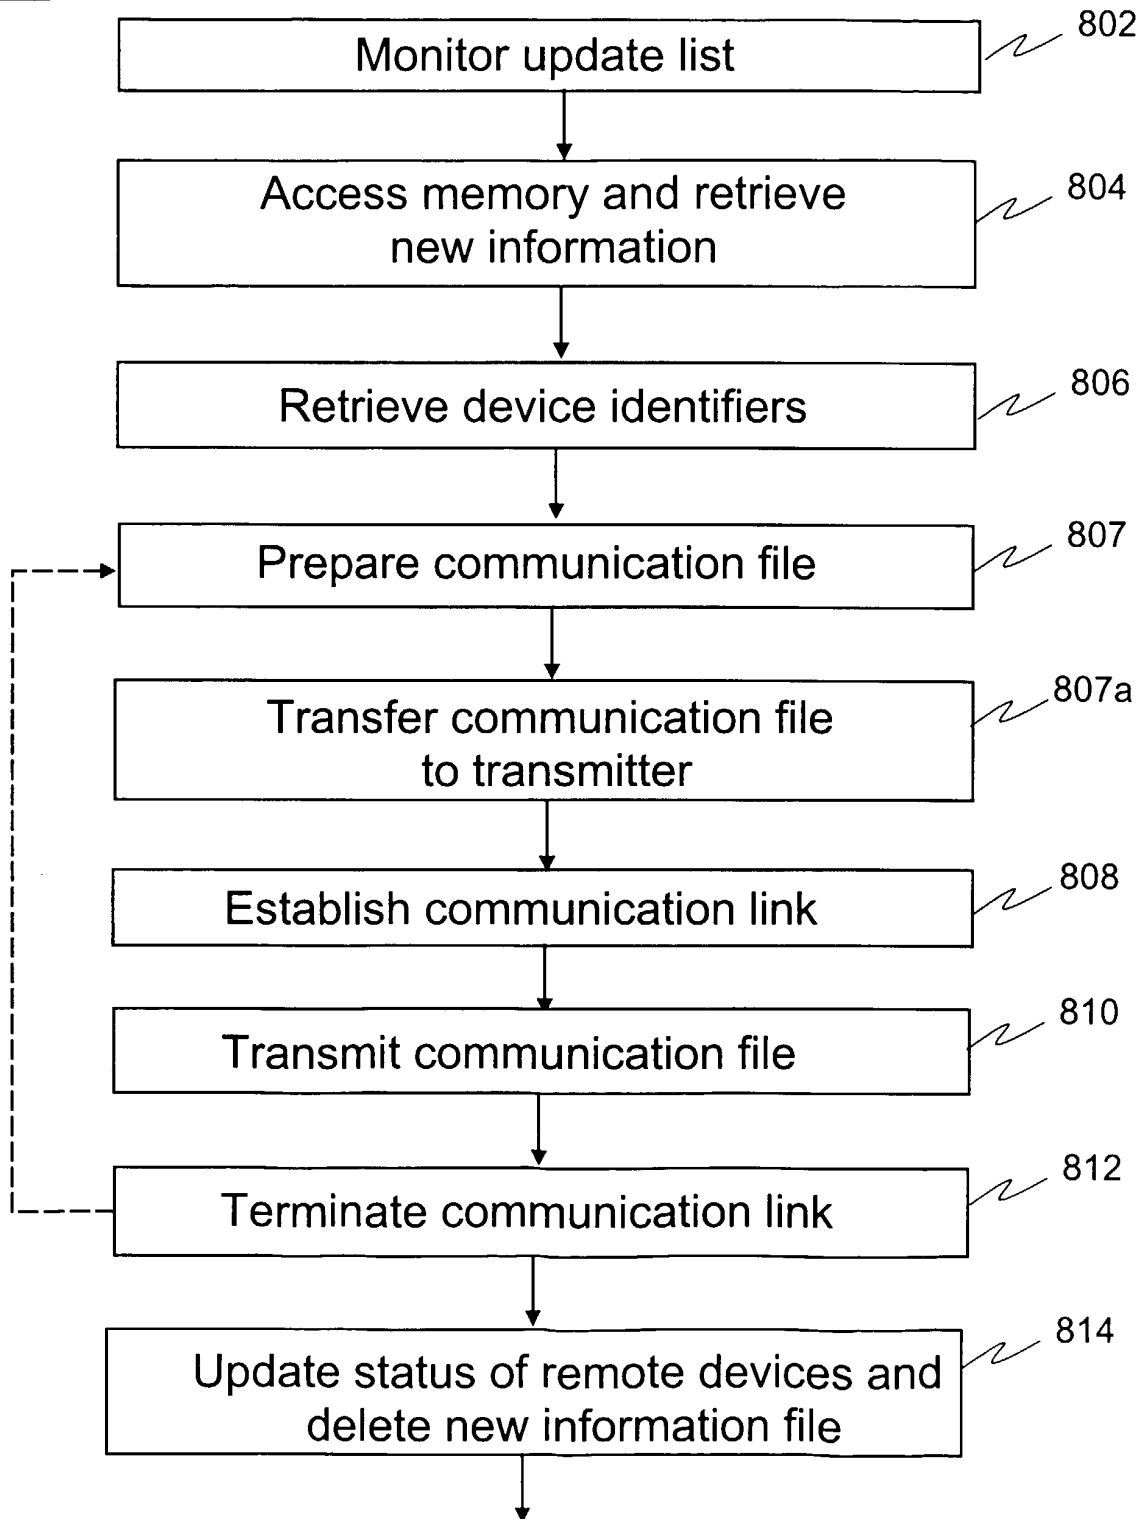 Monitor update list
802
Access memory and retrieve
new information
804
Retrieve device identifiers
806
Prepare communication file
807
Transfer communication file
to transmitter
807a
Establish communication link
808
Transmit communication file
810
Terminate communication link
812
Update status of remote devices and
delete new information file
814